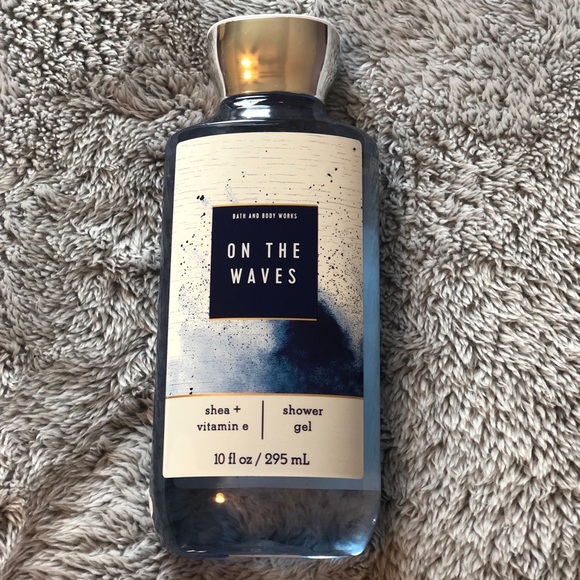 BATH AND BODY WORKS
ON THE
WAVES
shea + vitamin e
shower gel
10 fl oz / 295 mL